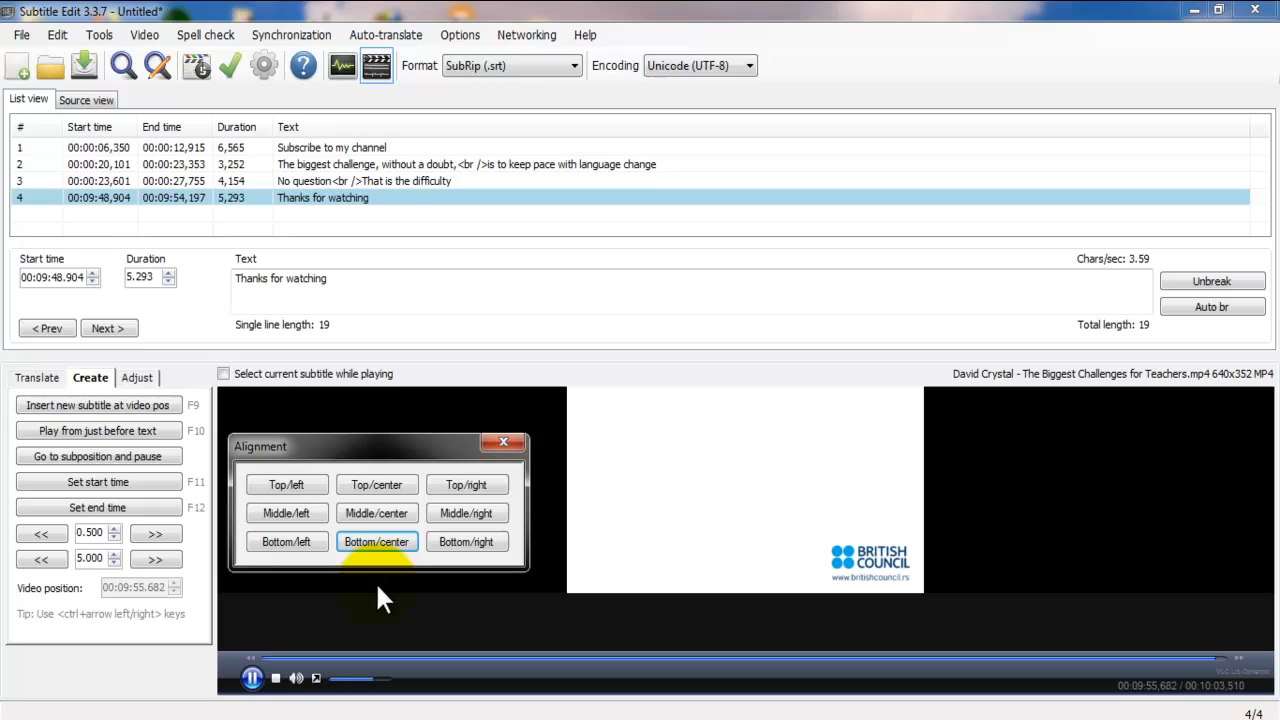 Subtitle Edit 3.3.7 - Untitled*
File Edit Tools Video Spell check Synchronization Auto-translate Options Networking Help
Format SubRip (.srt) Encoding Unicode (UTF-8)
List view Source view
# Start time End time Duration Text
1 00:00:06,350 00:00:12,915 6,565 Subscribe to my channel
2 00:00:20,101 00:00:23,353 3,252 The biggest challenge, without a doubt,<br />is to keep pace with language change
3 00:00:23,601 00:00:27,755 4,154 No question<br />That is the difficulty
4 00:09:48,904 00:09:54,197 5,293 Thanks for watching
Start time Duration Text Chars/sec: 3.59
00:09:48.904 5.293 Thanks for watching Unbreak
Auto br
< Prev Next > Single line length: 19 Total length: 19
Translate Create Adjust Select current subtitle while playing David Crystal - The Biggest Challenges for Teachers.mp4 640x352 MP4
Insert new subtitle at video pos F9
Play from just before text F10
Go to subposition and pause
Set start time F11
Set end time F12
<< 0.500 >>
<< 5.000 >>
Video position: 00:09:55.682
Tip: Use <ctrl+arrow left/right> keys
Alignment
Top/left Top/center Top/right
Middle/left Middle/center Middle/right
Bottom/left Bottom/center Bottom/right
BRITISH
COUNCIL
www.britishcouncil.rs
00:09:55,682 / 00:10:03,510
4/4